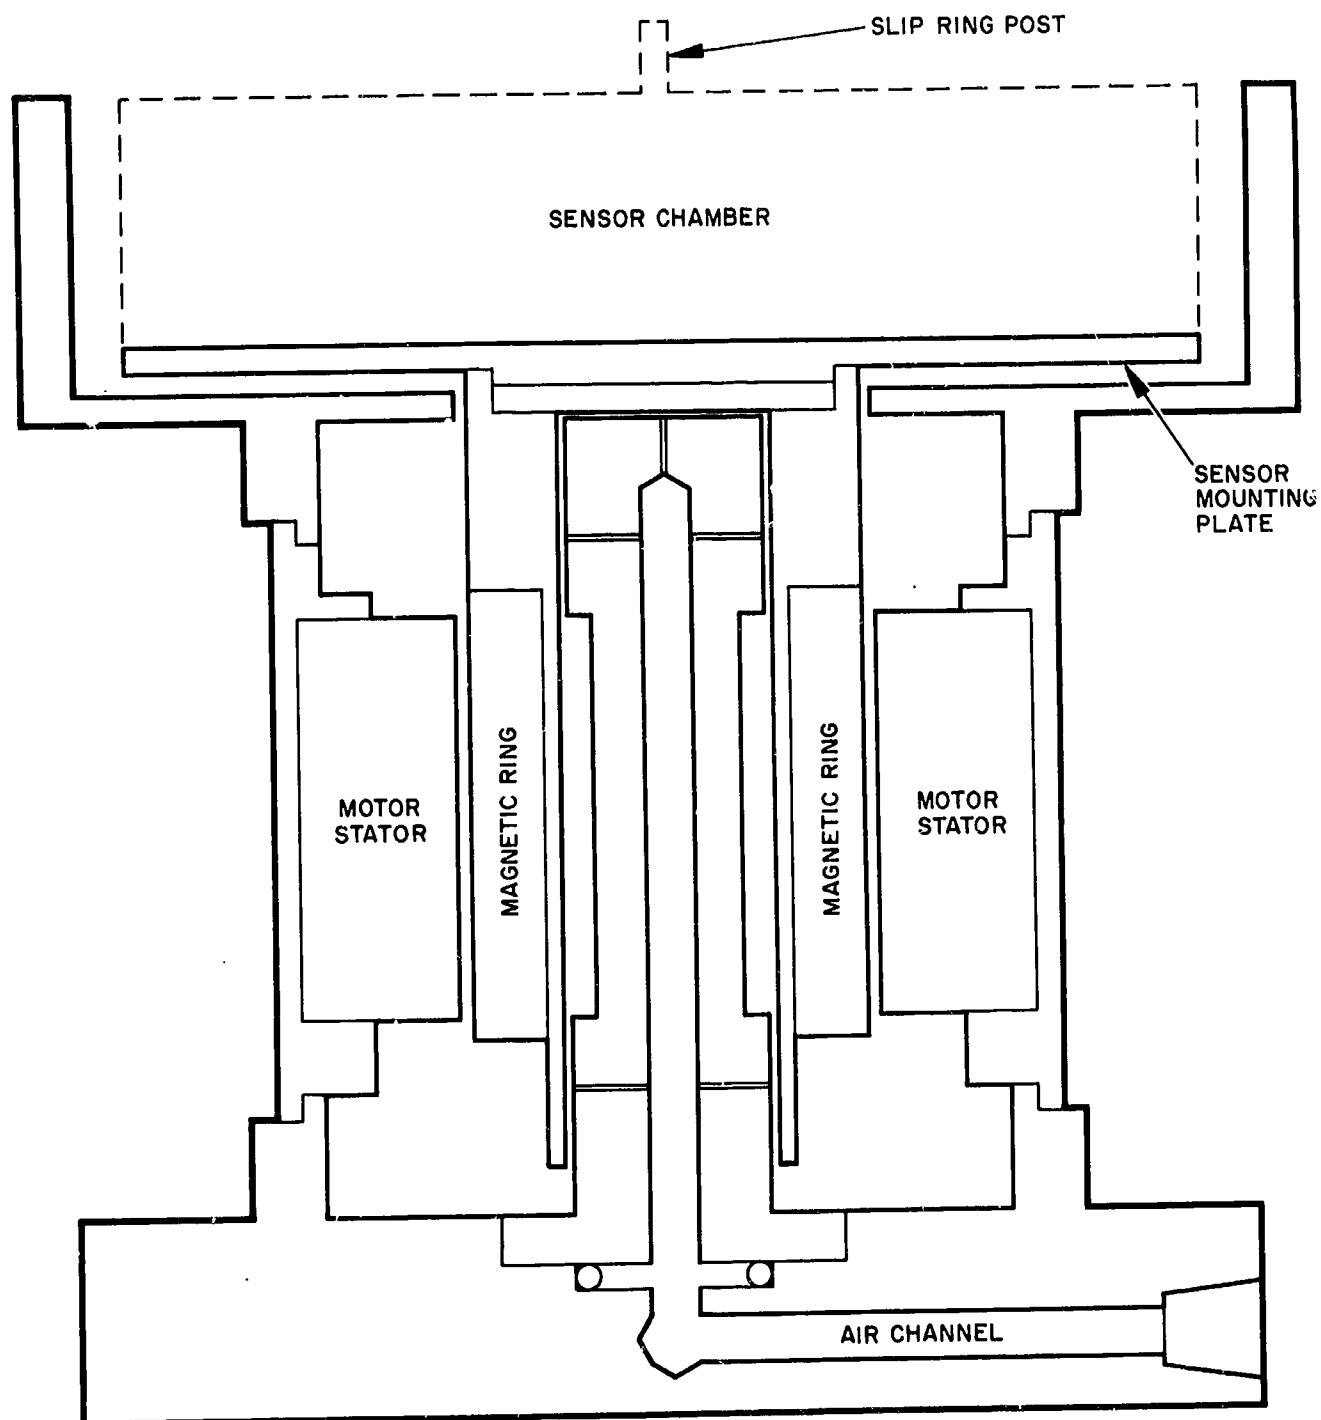 SLIP RING POST
SENSOR CHAMBER
SENSOR
MOUNTING
PLATE
MOTOR
STATOR
MAGNETIC RING
MAGNETIC RING
MOTOR
STATOR
AIR CHANNEL